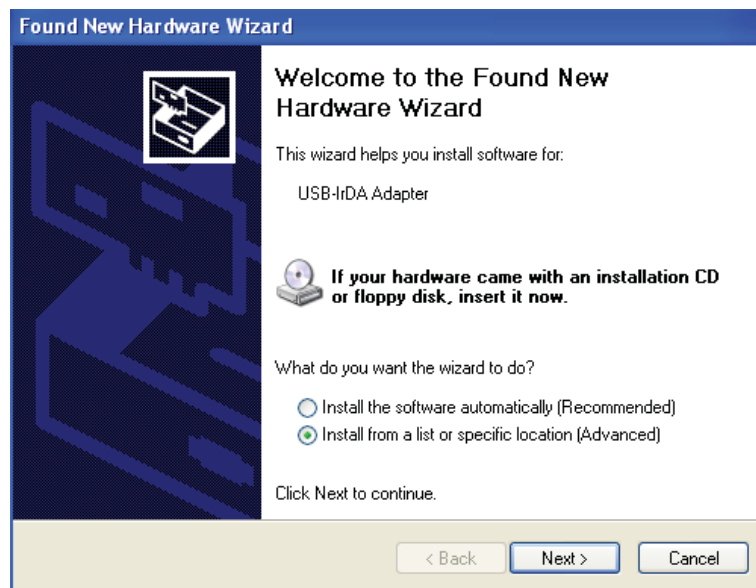 Found New Hardware Wizard
Welcome to the Found New
Hardware Wizard
This wizard helps you install software for:
USB-IrDA Adapter
If your hardware came with an installation CD
or floppy disk, insert it now.
What do you want the wizard to do?
Install the software automatically (Recommended)
Install from a list or specific location (Advanced)
Click Next to continue.
< Back Next > Cancel